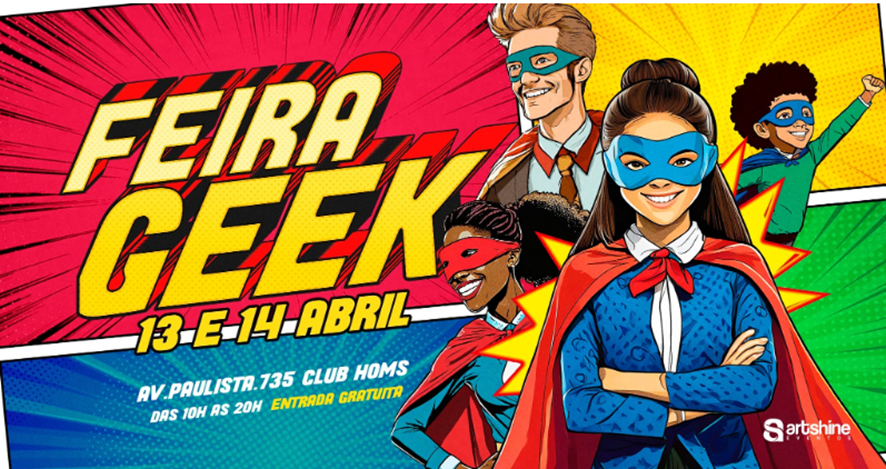 FEIRA
GEEK
13 E 14 ABRIL
AV.PAULISTA.735 CLUB HOMS
DAS 10H AS 20H ENTRADA GRATUITA
artshine
EVENTOS